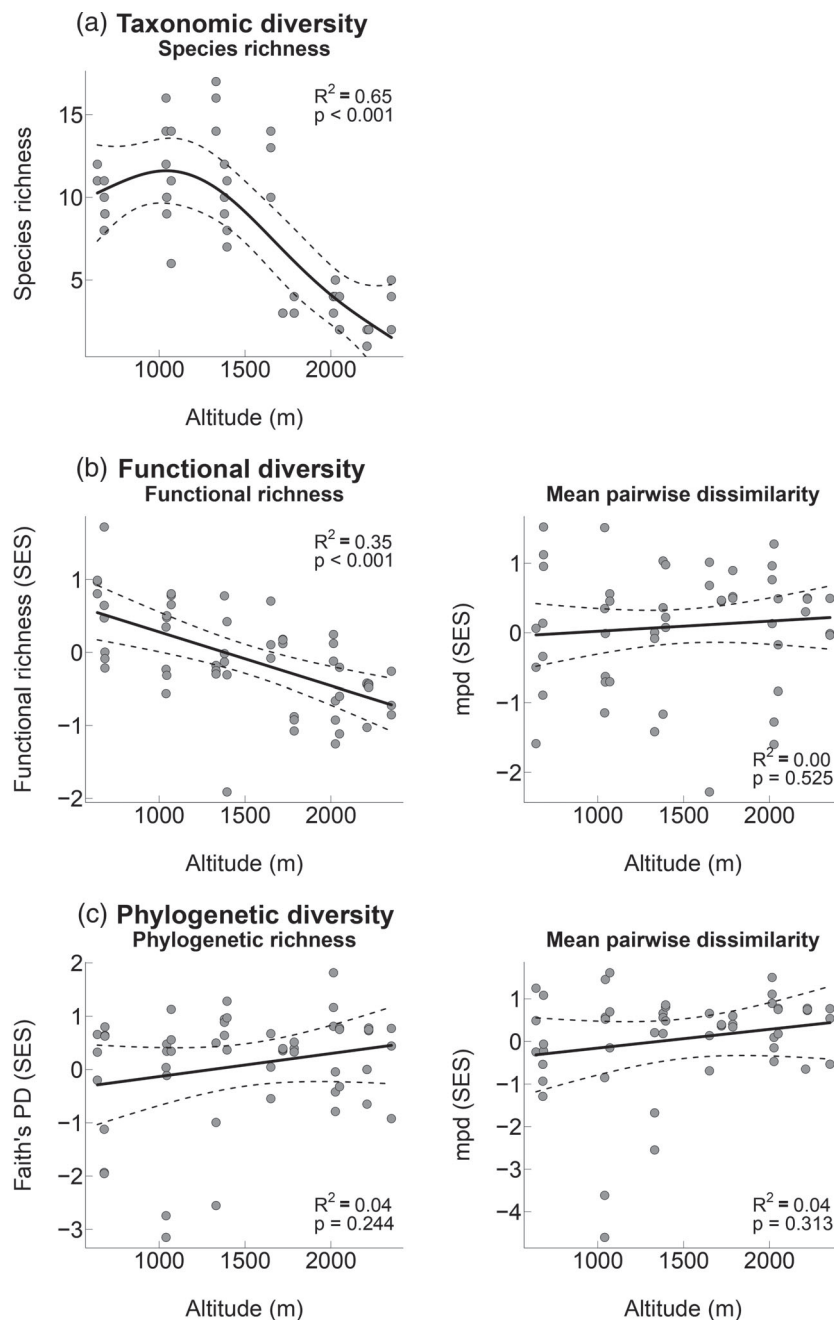 (a) Taxonomic diversity
Species richness
R² = 0.65
p < 0.001
15
10
5
Species richness
1000 1500 2000
Altitude (m)
(b) Functional diversity
Functional richness
R² = 0.35
p < 0.001
1
0
−1
−2
Functional richness (SES)
1000 1500 2000
Altitude (m)
Mean pairwise dissimilarity
1
0
−1
−2
mpd (SES)
R² = 0.00
p = 0.525
1000 1500 2000
Altitude (m)
(c) Phylogenetic diversity
Phylogenetic richness
2
1
0
−1
−2
−3
Faith's PD (SES)
R² = 0.04
p = 0.244
1000 1500 2000
Altitude (m)
Mean pairwise dissimilarity
1
0
−1
−2
−3
−4
mpd (SES)
R² = 0.04
p = 0.313
1000 1500 2000
Altitude (m)